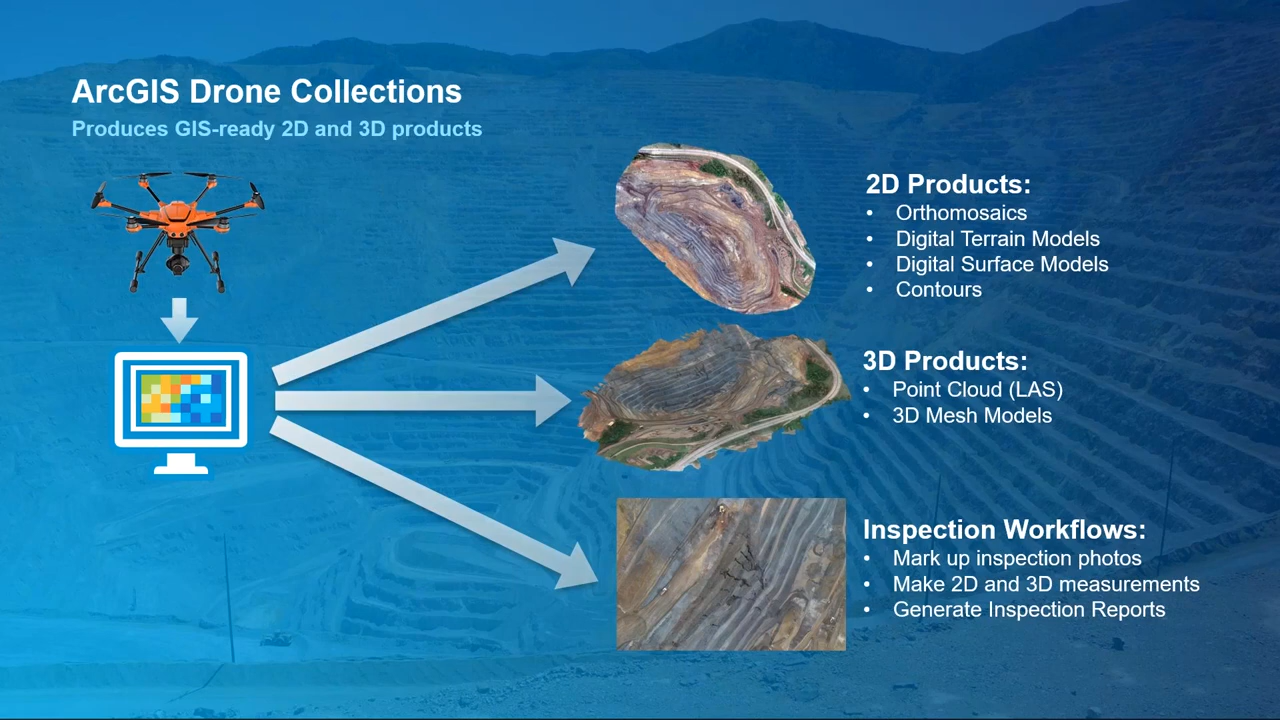 ArcGIS Drone Collections
Produces GIS-ready 2D and 3D products
2D Products:
• Orthomosaics
• Digital Terrain Models
• Digital Surface Models
• Contours
3D Products:
• Point Cloud (LAS)
• 3D Mesh Models
Inspection Workflows:
• Mark up inspection photos
• Make 2D and 3D measurements
• Generate Inspection Reports